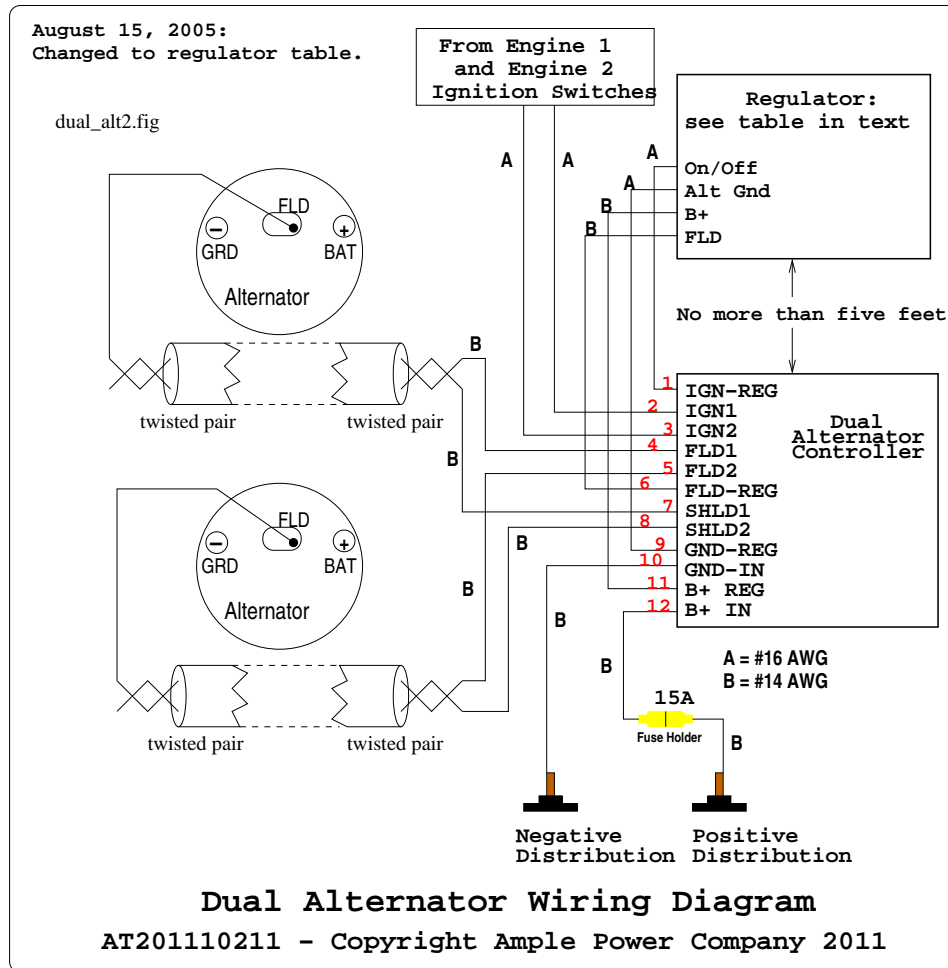 August 15, 2005:
Changed to regulator table.
dual_alt2.fig
From Engine 1
and Engine 2
Ignition Switches
A
A
Regulator:
see table in text
A
On/Off
A
Alt Gnd
B
B+
B
FLD
No more than five feet
FLD
−
+
GRD
BAT
Alternator
B
twisted pair
twisted pair
Dual
Alternator
Controller
1 IGN-REG
2 IGN1
3 IGN2
4 FLD1
5 FLD2
6 FLD-REG
7 SHLD1
8 SHLD2
9 GND-REG
10 GND-IN
11 B+ REG
12 B+ IN
B
FLD
−
+
GRD
BAT
Alternator
B
B
B
B
twisted pair
twisted pair
A = #16 AWG
B = #14 AWG
15A
Fuse Holder
B
Negative
Distribution
Positive
Distribution
Dual Alternator Wiring Diagram
AT201110211 - Copyright Ample Power Company 2011